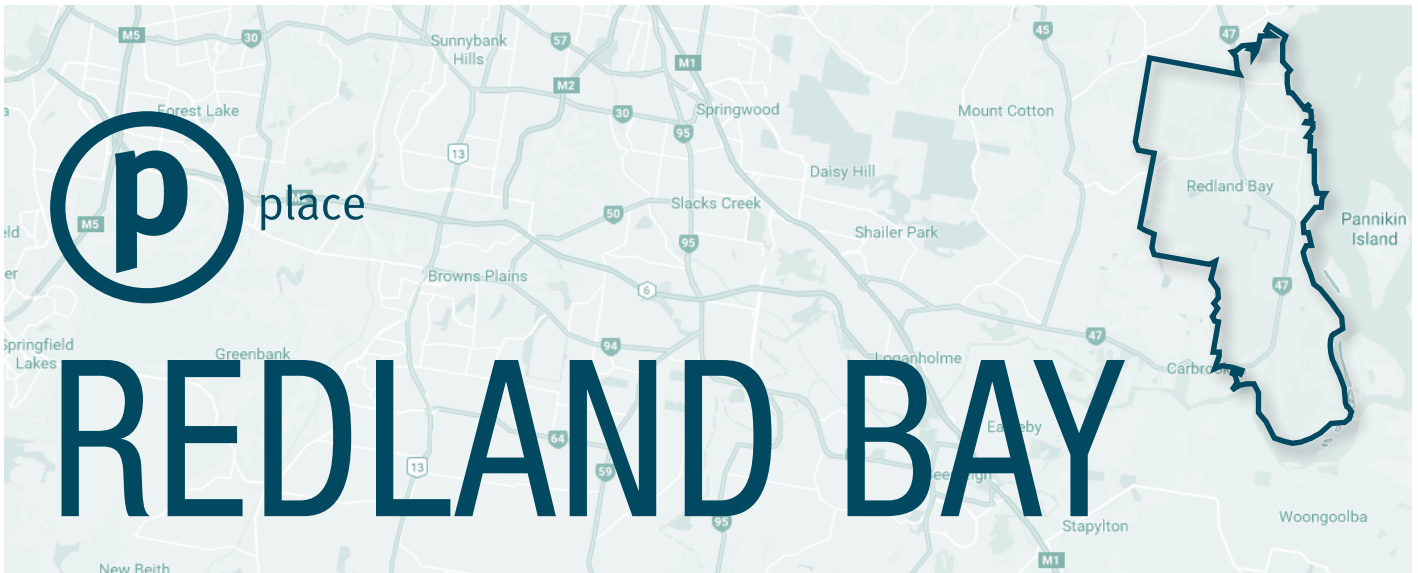 M5
30
Sunnybank
Hills
57
M1
45
47
M2
Forest Lake
30
Springwood
Mount Cotton
95
13
p
place
Daisy Hill
Redland Bay
50
Slacks Creek
M5
Shailer Park
Pannikin
Island
95
Browns Plains
6
47
47
Springfield
Lakes
Greenbank
94
Loganholme
REDLAND BAY
64
13
59
95
Stapylton
Woongoolba
M1
New Beith